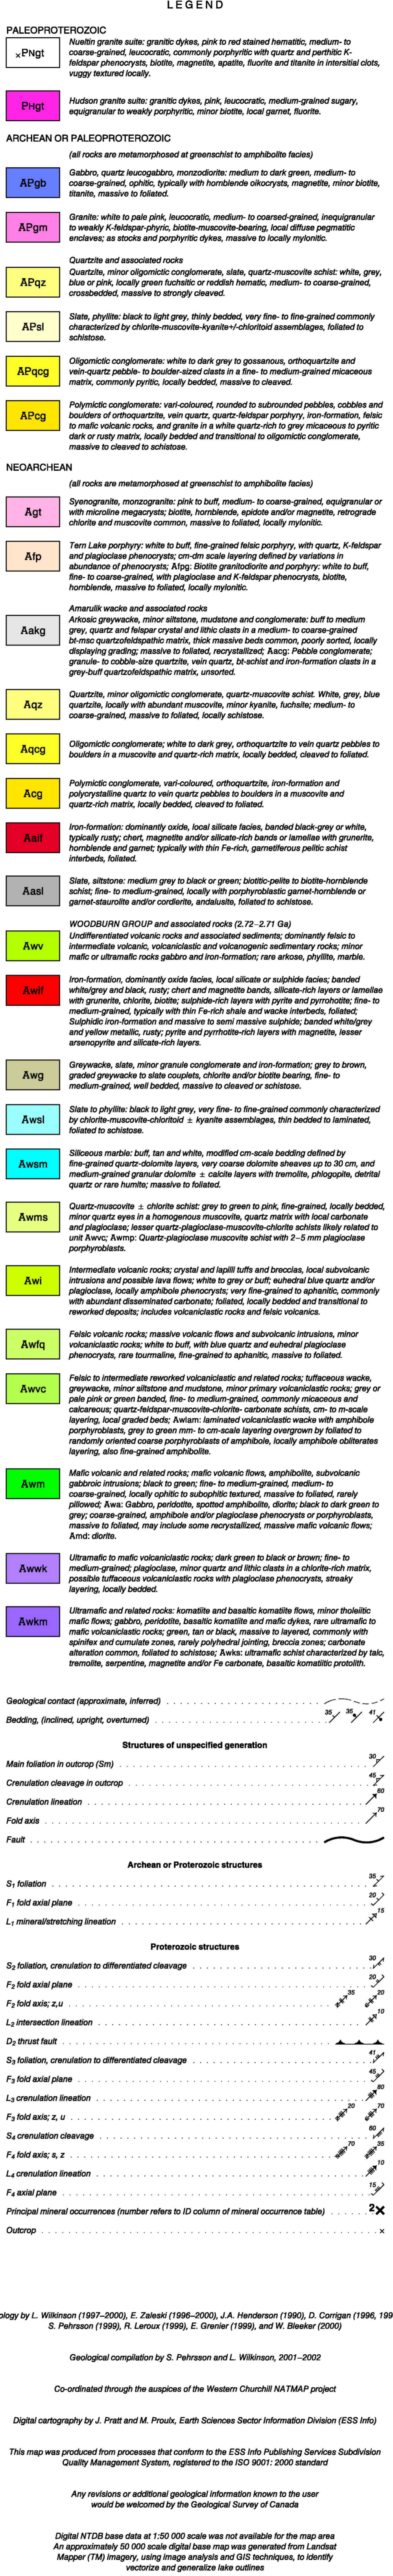 LEGEND
PALEOPROTEROZOIC
×PNgt
Nueltin granite suite: granitic dykes, pink to red stained hematitic, medium- to
coarse-grained, leucocratic, commonly porphyritic with quartz and perthitic K-
feldspar phenocrysts, biotite, magnetite, apatite, fluorite and titanite in intersitial clots,
vuggy textured locally.
PHgt
Hudson granite suite: granitic dykes, pink, leucocratic, medium-grained sugary,
equigranular to weakly porphyritic, minor biotite, local garnet, fluorite.
ARCHEAN OR PALEOPROTEROZOIC
(all rocks are metamorphosed at greenschist to amphibolite facies)
APgb
Gabbro, quartz leucogabbro, monzodiorite: medium to dark green, medium- to
coarse-grained, ophitic, typically with hornblende oikocrysts, magnetite, minor biotite,
titanite, massive to foliated.
APgm
Granite: white to pale pink, leucocratic, medium- to coarsed-grained, inequigranular
to weakly K-feldspar-phyric, biotite-muscovite-bearing, local diffuse pegmatitic
enclaves; as stocks and porphyritic dykes, massive to locally mylonitic.
Quartzite and associated rocks
APqz
Quartzite, minor oligomictic conglomerate, slate, quartz-muscovite schist: white, grey,
blue or pink, locally green fuchsitic or reddish hematic, medium- to coarse-grained,
crossbedded, massive to strongly cleaved.
APsl
Slate, phyllite: black to light grey, thinly bedded, very fine- to fine-grained commonly
characterized by chlorite-muscovite-kyanite+/-chloritoid assemblages, foliated to
schistose.
APqcg
Oligomictic conglomerate: white to dark grey to gossanous, orthoquartzite and
vein-quartz pebble- to boulder-sized clasts in a fine- to medium-grained micaceous
matrix, commonly pyritic, locally bedded, massive to cleaved.
APcg
Polymictic conglomerate: vari-coloured, rounded to subrounded pebbles, cobbles and
boulders of orthoquartzite, vein quartz, quartz-feldspar porphyry, iron-formation, felsic
to mafic volcanic rocks, and granite in a white quartz-rich to grey micaceous to pyritic
dark or rusty matrix, locally bedded and transitional to oligomictic conglomerate,
massive to cleaved to schistose.
NEOARCHEAN
(all rocks are metamorphosed at greenschist to amphibolite facies)
Agt
Syenogranite, monzogranite: pink to buff, medium- to coarse-grained, equigranular or
with microline megacrysts; biotite, hornblende, epidote and/or magnetite, retrograde
chlorite and muscovite common, massive to foliated, locally mylonitic.
Afp
Tern Lake porphyry: white to buff, fine-grained felsic porphyry, with quartz, K-feldspar
and plagioclase phenocrysts; cm-dm scale layering defined by variations in
abundance of phenocrysts; Afpg: Biotite granitodiorite and porphyry: white to buff,
fine- to coarse-grained, with plagioclase and K-feldspar phenocrysts, biotite,
hornblende, massive to foliated, locally mylonitic.
Amarulik wacke and associated rocks
Aakg
Arkosic greywacke, minor siltstone, mudstone and conglomerate: buff to medium
grey, quartz and felspar crystal and lithic clasts in a medium- to coarse-grained
bt-msc quartzofeldspathic matrix, thick massive beds common, poorly sorted, locally
displaying grading; massive to foliated, recrystallized; Aacg: Pebble conglomerate;
granule- to cobble-size quartzite, vein quartz, bt-schist and iron-formation clasts in a
grey-buff quartzofeldspathic matrix, unsorted.
Aqz
Quartzite, minor oligomictic conglomerate, quartz-muscovite schist. White, grey, blue
quartzite, locally with abundant muscovite, minor kyanite, fuchsite; medium- to
coarse-grained, massive to foliated, locally schistose.
Aqcg
Oligomictic conglomerate; white to dark grey, orthoquartzite to vein quartz pebbles to
boulders in a muscovite and quartz-rich matrix, locally bedded, cleaved to foliated.
Acg
Polymictic conglomerate, vari-coloured, orthoquartzite, iron-formation and
polycrystalline quartz to vein quartz pebbles to boulders in a muscovite and
quartz-rich matrix, locally bedded, cleaved to foliated.
Aaif
Iron-formation: dominantly oxide, local silicate facies, banded black-grey or white,
typically rusty; chert, magnetite and/or silicate-rich bands or lamellae with grunerite,
hornblende and garnet; typically with thin Fe-rich, garnetiferous pelitic schist
interbeds, foliated.
Aasl
Slate, siltstone: medium grey to black or green; biotitic-pelite to biotite-hornblende
schist; fine- to medium-grained, locally with porphyroblastic garnet-hornblende or
garnet-staurolite and/or cordierite, andalusite, foliated to schistose.
WOODBURN GROUP and associated rocks (2.72–2.71 Ga)
Awv
Undifferentiated volcanic rocks and associated sediments; dominantly felsic to
intermediate volcanic, volcaniclastic and volcanogenic sedimentary rocks; minor
mafic or ultramafic rocks gabbro and iron-formation; rare arkose, phyllite, marble.
Awif
Iron-formation, dominantly oxide facies, local silicate or sulphide facies; banded
white/grey and black, rusty; chert and magnetite bands, silicate-rich layers or lamellae
with grunerite, chlorite, biotite; sulphide-rich layers with pyrite and pyrrhotite; fine- to
medium-grained, typically with thin Fe-rich shale and wacke interbeds, foliated;
Sulphidic iron-formation and massive to semi massive sulphide; banded white/grey
and yellow metallic, rusty; pyrite and pyrrhotite-rich layers with magnetite, lesser
arsenopyrite and silicate-rich layers.
Awg
Greywacke, slate, minor granule conglomerate and iron-formation; grey to brown,
graded greywacke to slate couplets, chlorite and/or biotite bearing, fine- to
medium-grained, well bedded, massive to cleaved or schistose.
Awsl
Slate to phyllite: black to light grey, very fine- to fine-grained commonly characterized
by chlorite-muscovite-chloritoid ± kyanite assemblages, thin bedded to laminated,
foliated to schistose.
Awsm
Siliceous marble: buff, tan and white, modified cm-scale bedding defined by
fine-grained quartz-dolomite layers, very coarse dolomite sheaves up to 30 cm, and
medium-grained granular dolomite ± calcite layers with tremolite, phlogopite, detrital
quartz or rare humite; massive to foliated.
Awms
Quartz-muscovite ± chlorite schist: grey to green to pink, fine-grained, locally bedded,
minor quartz eyes in a homogenous muscovite, quartz matrix with local carbonate
and plagioclase; lesser quartz-plagioclase-muscovite-chlorite schists likely related to
unit Awvc; Awmp: Quartz-plagioclase muscovite schist with 2–5 mm plagioclase
porphyroblasts.
Awi
Intermediate volcanic rocks; crystal and lapilli tuffs and breccias, local subvolcanic
intrusions and possible lava flows; white to grey or buff; euhedral blue quartz and/or
plagioclase, locally amphibole phenocrysts; very fine-grained to aphanitic, commonly
with abundant disseminated carbonate; foliated, locally bedded and transitional to
reworked deposits; includes volcaniclastic rocks and felsic volcanics.
Awfq
Felsic volcanic rocks; massive volcanic flows and subvolcanic intrusions, minor
volcaniclastic rocks; white to buff, with blue quartz and euhedral plagioclase
phenocrysts, rare tourmaline, fine-grained to aphanitic, massive to foliated.
Awvc
Felsic to intermediate reworked volcaniclastic and related rocks; tuffaceous wacke,
greywacke, minor siltstone and mudstone, minor primary volcaniclastic rocks; grey or
pale pink or green banded, fine- to medium-grained, commonly micaceous and
calcareous; quartz-feldspar-muscovite-chlorite-carbonate schists, cm- to m-scale
layering, local graded beds; Awlam: laminated volcaniclastic wacke with amphibole
porphyroblasts, grey to green mm- to cm-scale layering overgrown by foliated to
randomly oriented coarse porphyroblasts of amphibole, locally amphibole obliterates
layering, also fine-grained amphibolite.
Awm
Mafic volcanic and related rocks; mafic volcanic flows, amphibolite, subvolcanic
gabbroic intrusions; black to green; fine- to medium-grained, medium- to
coarse-grained, locally ophitic to subophitic textured, massive to foliated, rarely
pillowed; Awa: Gabbro, peridotite, spotted amphibolite, diorite; black to dark green to
grey; coarse-grained, amphibole and/or plagioclase phenocrysts or porphyroblasts,
massive to foliated, may include some recrystallized, massive mafic volcanic flows;
Amd: diorite.
Awwk
Ultramafic to mafic volcaniclastic rocks; dark green to black or brown; fine- to
medium-grained; plagioclase, minor quartz and lithic clasts in a chlorite-rich matrix,
possible tuffaceous volcaniclastic rocks with plagioclase phenocrysts, streaky
layering, locally bedded.
Awkm
Ultramafic and related rocks: komatiite and basaltic komatiite flows, minor tholeiitic
mafic flows; gabbro, peridotite, basaltic komatiite and mafic dykes, rare ultramafic to
mafic volcaniclastic rocks; green, tan or black, massive to layered, commonly with
spinifex and cumulate zones, rarely polyhedral jointing, breccia zones; carbonate
alteration common, foliated to schistose; Awks: ultramafic schist characterized by talc,
tremolite, serpentine, magnetite and/or Fe carbonate, basaltic komatiitic protolith.
Geological contact (approximate, inferred)
Bedding, (inclined, upright, overturned) 35 35 41
Structures of unspecified generation
Main foliation in outcrop (Sm) 30
Crenulation cleavage in outcrop 45
Crenulation lineation 60
Fold axis 70
Fault
Archean or Proterozoic structures
S1 foliation 35
F1 fold axial plane 20
L1 mineral/stretching lineation 15
Proterozoic structures
S2 foliation, crenulation to differentiated cleavage 30
F2 fold axial plane 20
F2 fold axis; z,u 35 20
L2 intersection lineation 10
D2 thrust fault
S3 foliation, crenulation to differentiated cleavage 41
F3 fold axial plane 45
L3 crenulation lineation 80
F3 fold axis; z, u 20 70
S4 crenulation cleavage 60
F4 fold axis; s, z 70 35
L4 crenulation lineation 10
F4 axial plane 15
Principal mineral occurrences (number refers to ID column of mineral occurrence table) 2×
Outcrop ×
ology by L. Wilkinson (1997–2000), E. Zaleski (1996–2000), J.A. Henderson (1990), D. Corrigan (1996, 199
S. Pehrsson (1999), R. Leroux (1999), E. Grenier (1999), and W. Bleeker (2000)
Geological compilation by S. Pehrsson and L. Wilkinson, 2001–2002
Co-ordinated through the auspices of the Western Churchill NATMAP project
Digital cartography by J. Pratt and M. Proulx, Earth Sciences Sector Information Division (ESS Info)
This map was produced from processes that conform to the ESS Info Publishing Services Subdivision
Quality Management System, registered to the ISO 9001: 2000 standard
Any revisions or additional geological information known to the user
would be welcomed by the Geological Survey of Canada
Digital NTDB base data at 1:50 000 scale was not available for the map area
An approximately 50 000 scale digital base map was generated from Landsat
Mapper (TM) imagery, using image analysis and GIS techniques, to identify
vectorize and generalize lake outlines